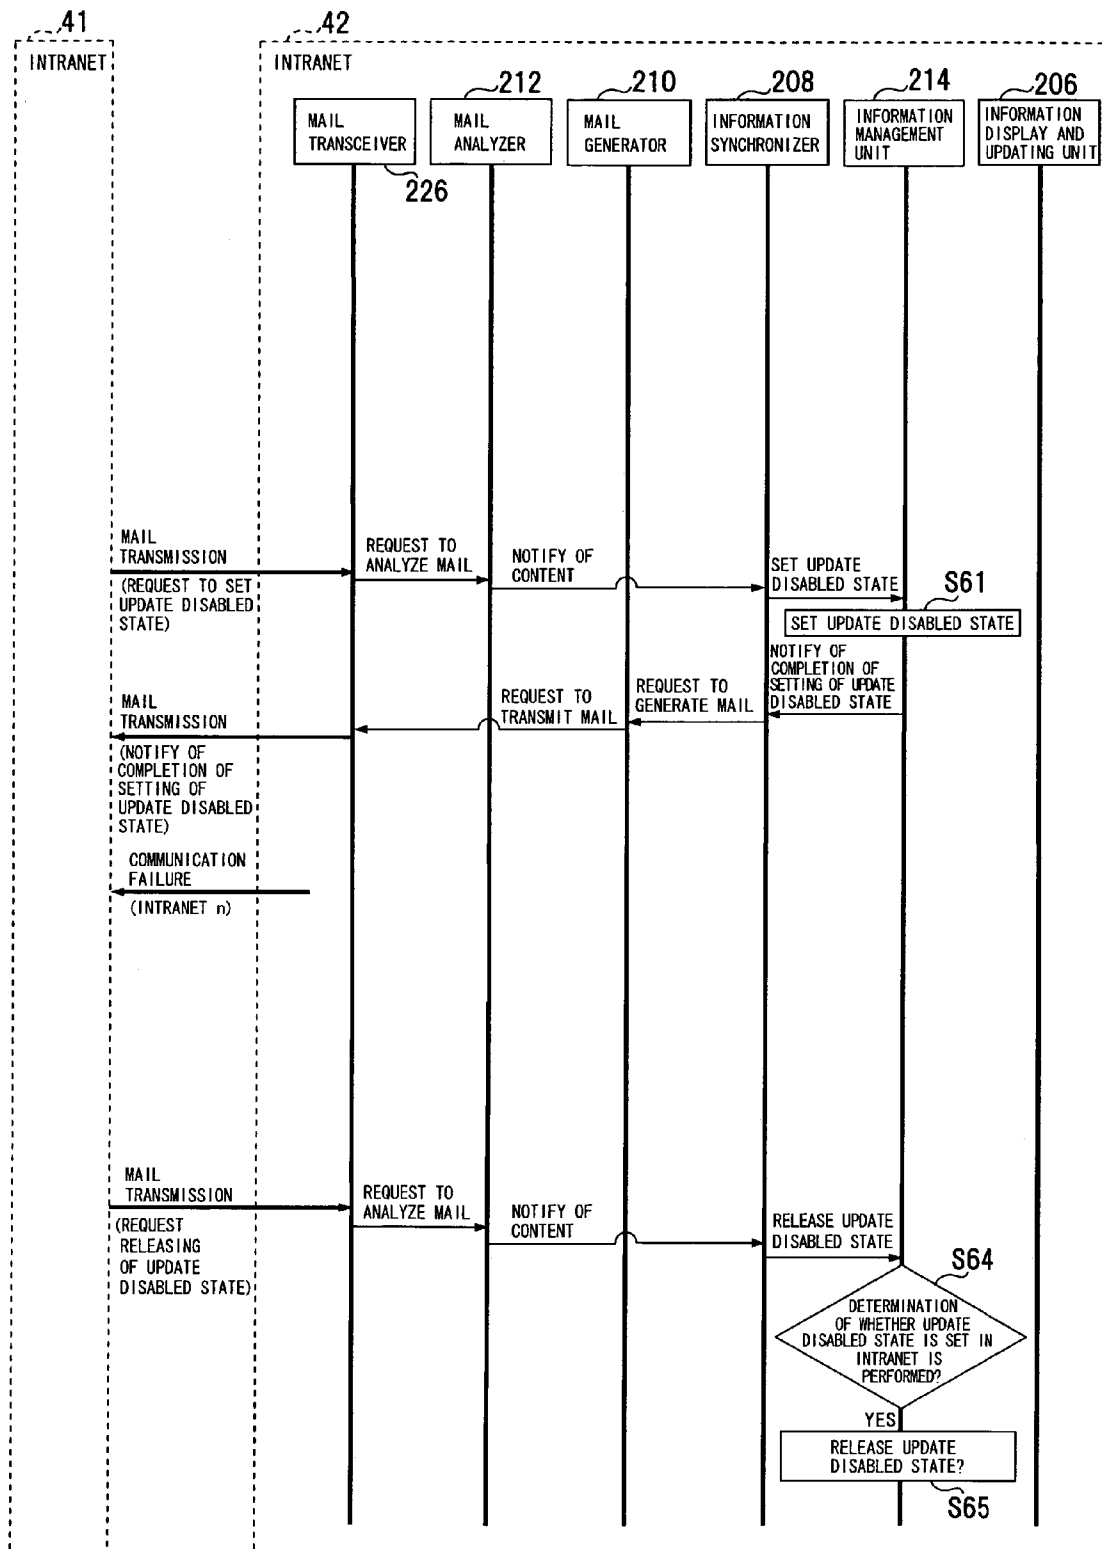 41
42
INTRANET
INTRANET
212
210
208
214
206
MAIL
TRANSCEIVER
MAIL
ANALYZER
MAIL
GENERATOR
INFORMATION
SYNCHRONIZER
INFORMATION
MANAGEMENT
UNIT
INFORMATION
DISPLAY AND
UPDATING UNIT
226
MAIL
TRANSMISSION
(REQUEST TO SET
UPDATE DISABLED
STATE)
REQUEST TO
ANALYZE MAIL
NOTIFY OF
CONTENT
SET UPDATE
DISABLED STATE
S61
SET UPDATE DISABLED STATE
NOTIFY OF
COMPLETION OF
SETTING OF UPDATE
DISABLED STATE
REQUEST TO
GENERATE MAIL
REQUEST TO
TRANSMIT MAIL
MAIL
TRANSMISSION
(NOTIFY OF
COMPLETION OF
SETTING OF
UPDATE DISABLED
STATE)
COMMUNICATION
FAILURE
(INTRANET n)
MAIL
TRANSMISSION
(REQUEST
RELEASING
OF UPDATE
DISABLED STATE)
REQUEST TO
ANALYZE MAIL
NOTIFY OF
CONTENT
RELEASE UPDATE
DISABLED STATE
S64
DETERMINATION
OF WHETHER UPDATE
DISABLED STATE IS SET IN
INTRANET IS
PERFORMED?
YES
RELEASE UPDATE
DISABLED STATE?
S65